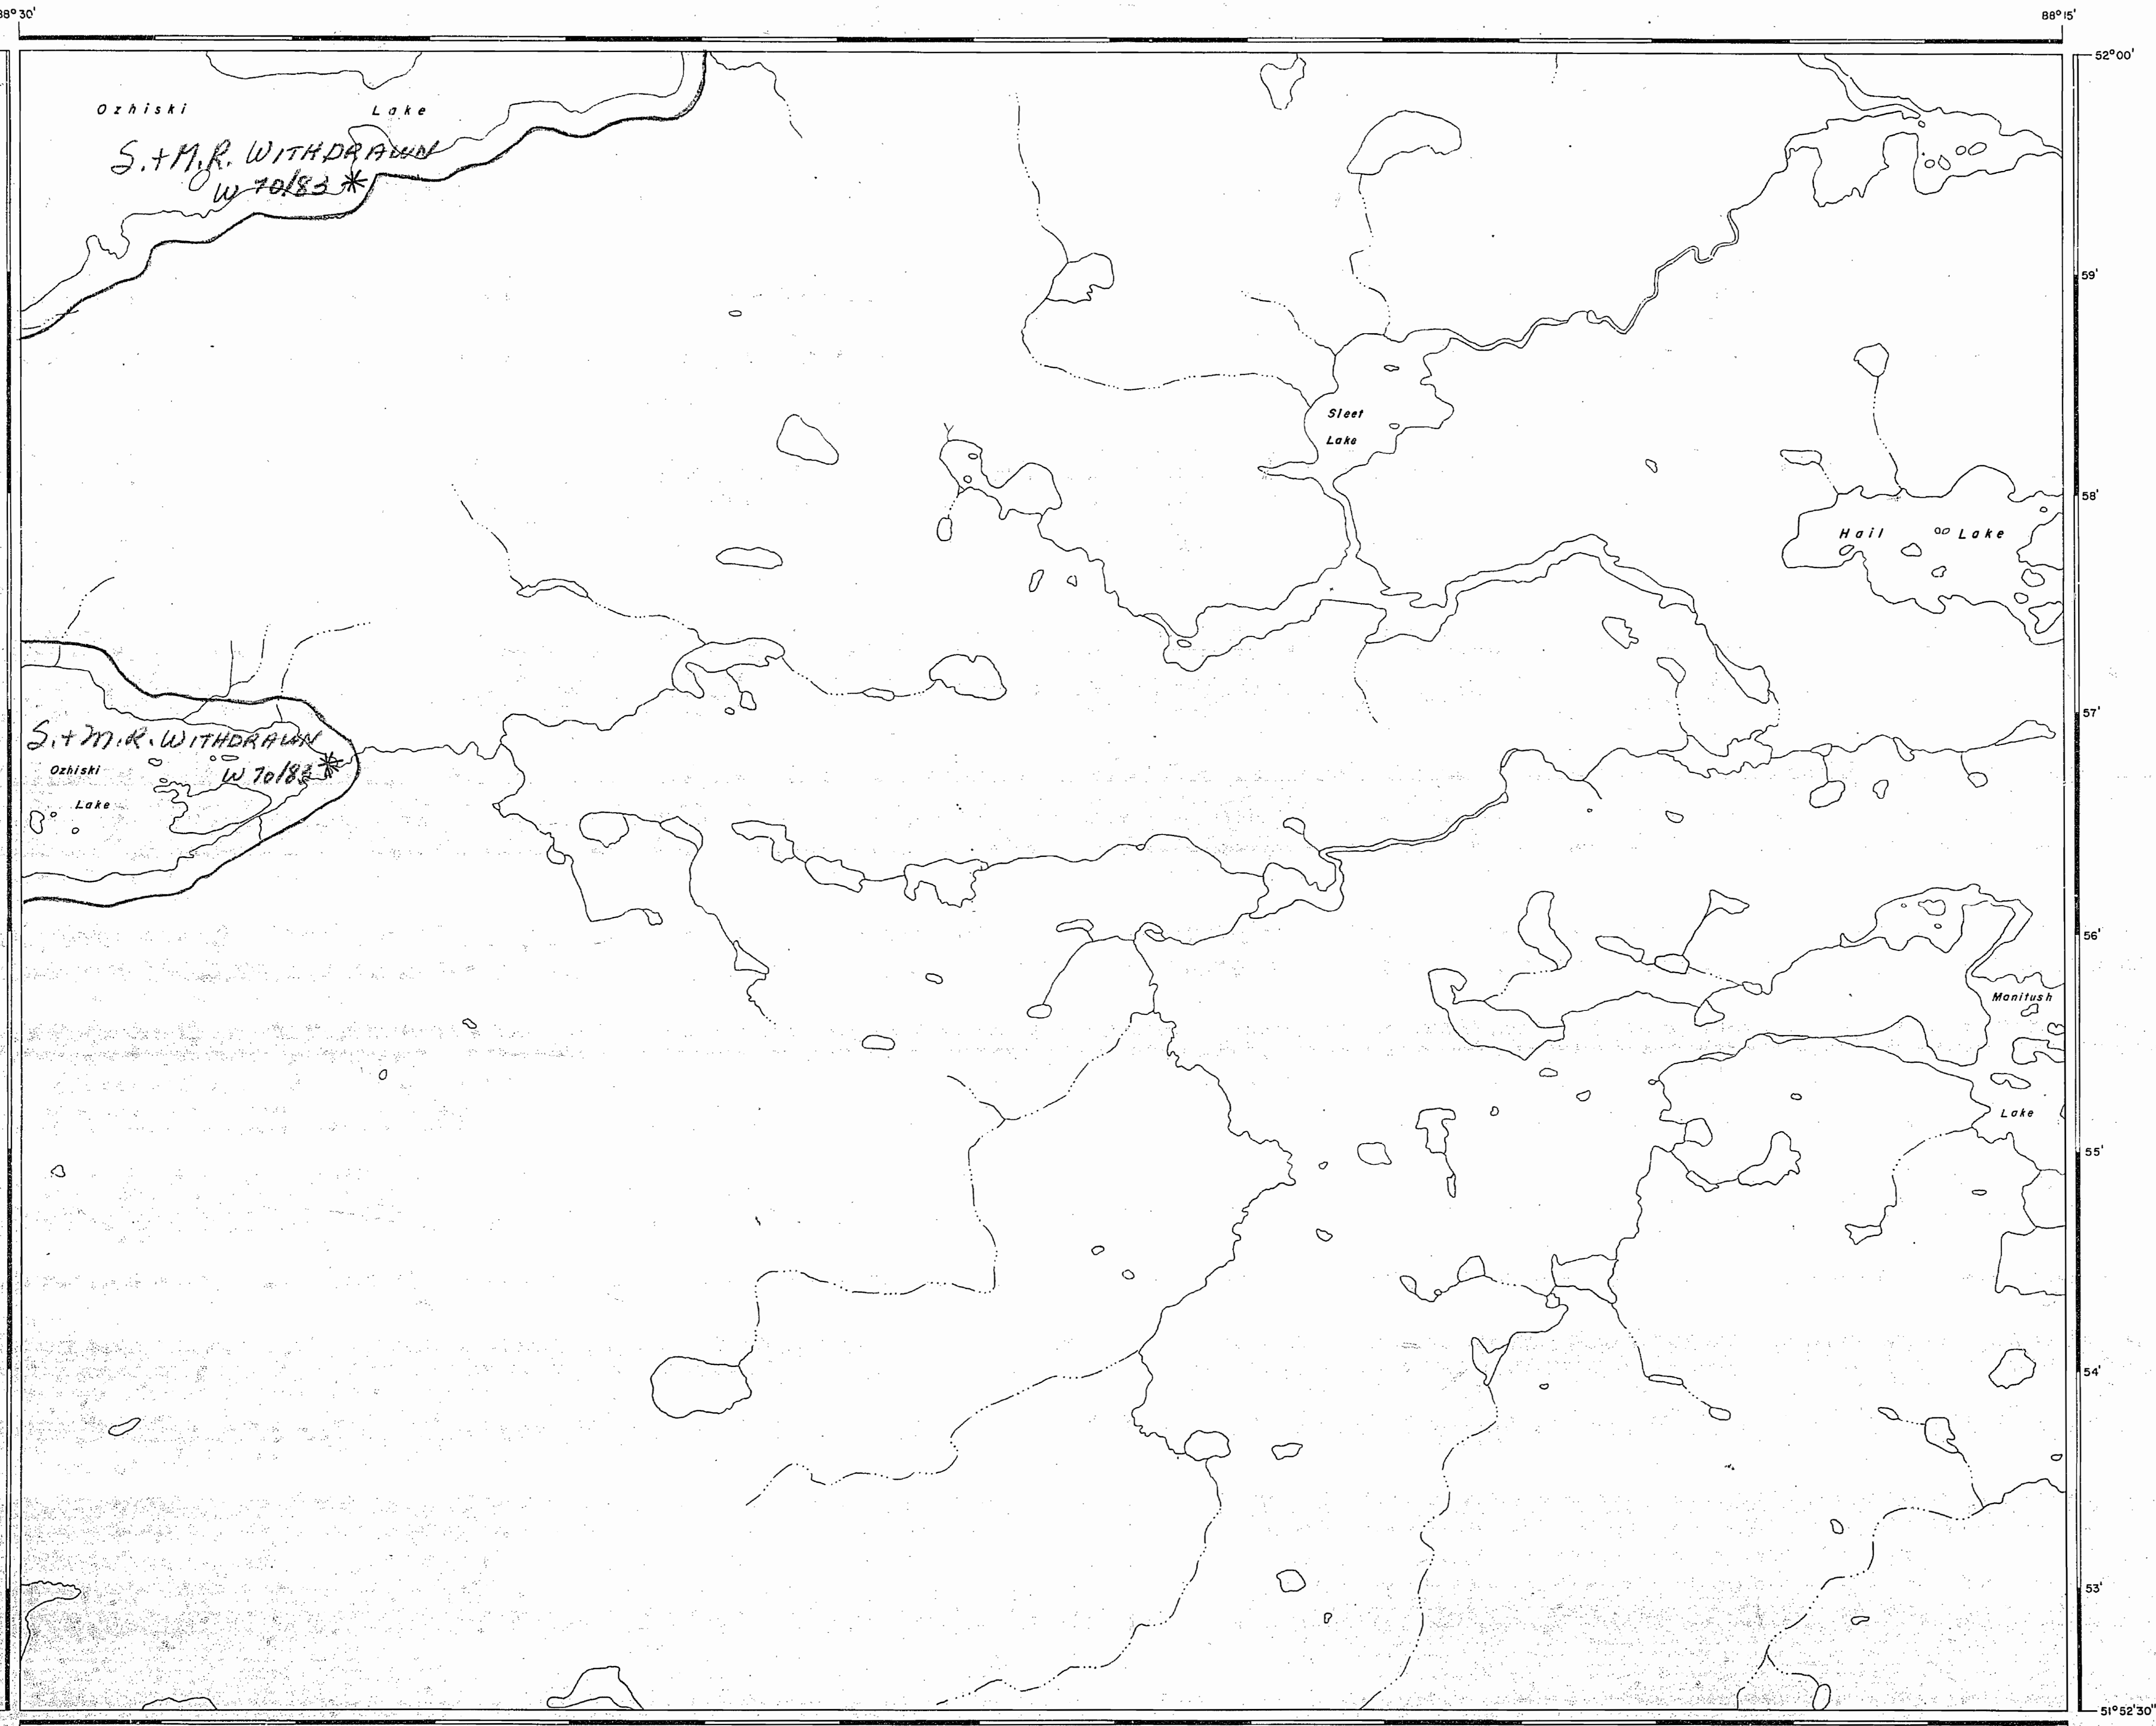 88°30'
88°15'
52°00'
Ozhiski Lake
S.+M.R. WITHDRAWN
W 70/83 *
59'
Sleet
Lake
58'
Hail Lake
57'
S.+M.R. WITHDRAWN
W 70/83 *
Ozhiski
Lake
56'
Manitush
Lake
55'
54'
53'
51°52'30"